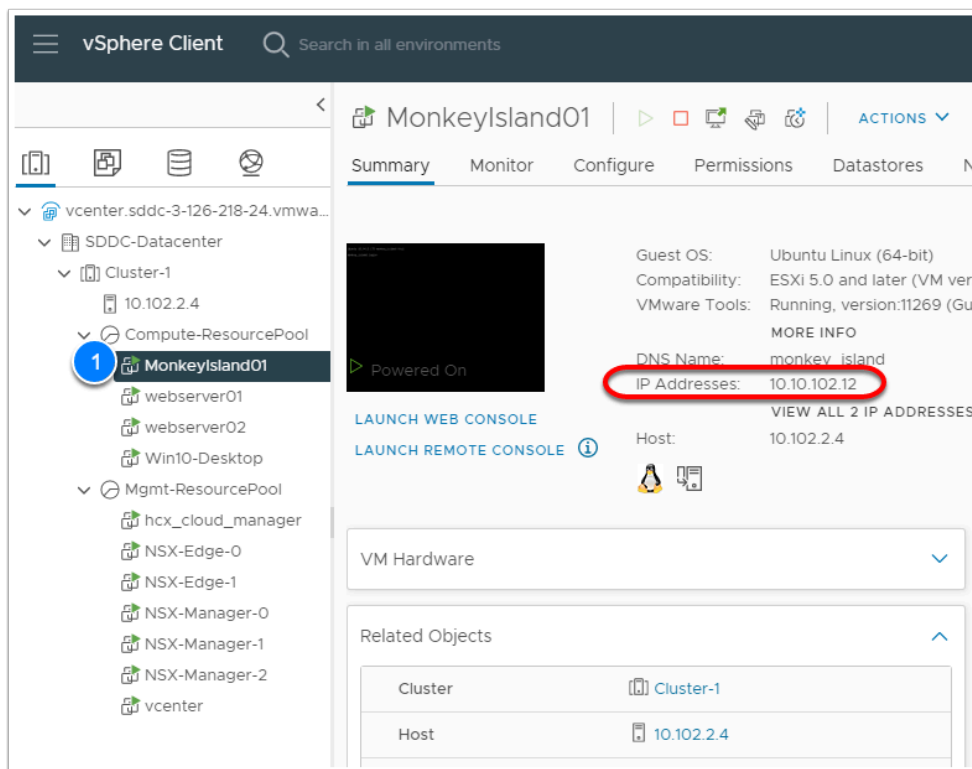 vSphere Client
Search in all environments
MonkeyIsland01
ACTIONS
Summary Monitor Configure Permissions Datastores
vcenter.sddc-3-126-218-24.vmwa...
SDDC-Datacenter
Cluster-1
10.102.2.4
Compute-ResourcePool
1
MonkeyIsland01
webserver01
webserver02
Win10-Desktop
Mgmt-ResourcePool
hcx_cloud_manager
NSX-Edge-0
NSX-Edge-1
NSX-Manager-0
NSX-Manager-1
NSX-Manager-2
vcenter
Powered On
LAUNCH WEB CONSOLE
LAUNCH REMOTE CONSOLE
Guest OS: Ubuntu Linux (64-bit)
Compatibility: ESXi 5.0 and later (VM ver
VMware Tools: Running, version:11269 (Gu
MORE INFO
DNS Name: monkey_island
IP Addresses: 10.10.102.12
VIEW ALL 2 IP ADDRESSES
Host: 10.102.2.4
VM Hardware
Related Objects
Cluster Cluster-1
Host 10.102.2.4